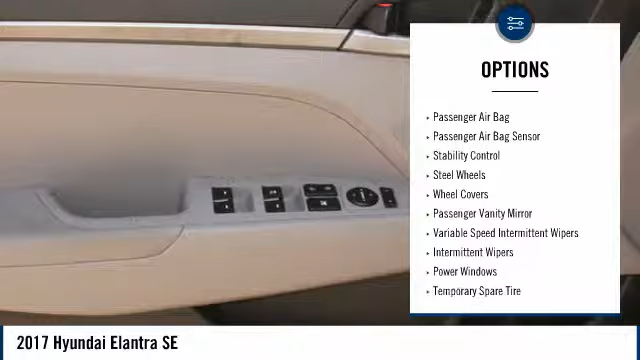 OPTIONS
Passenger Air Bag
Passenger Air Bag Sensor
Stability Control
Steel Wheels
Wheel Covers
Passenger Vanity Mirror
Variable Speed Intermittent Wipers
Intermittent Wipers
Power Windows
Temporary Spare Tire
2017 Hyundai Elantra SE